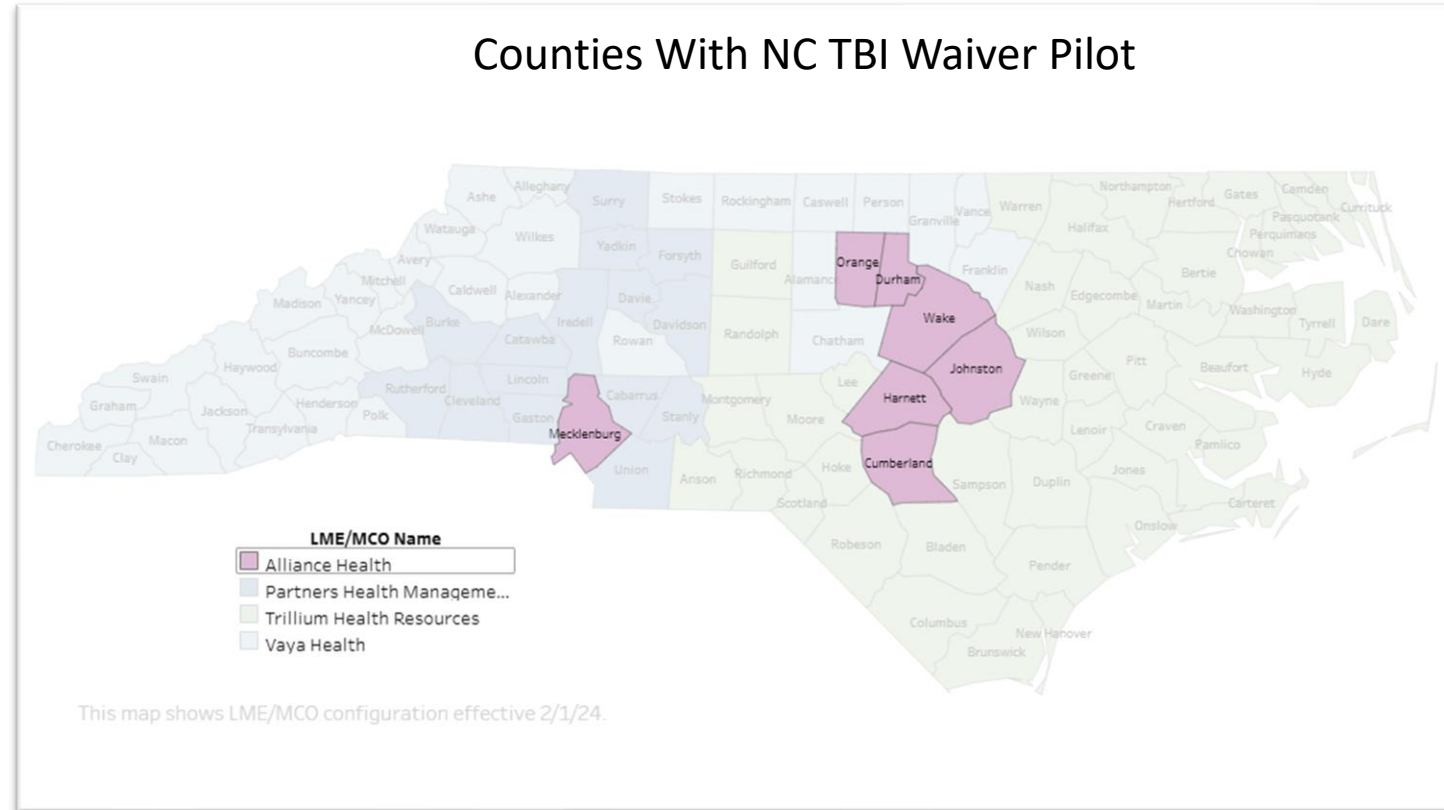 Counties With NC TBI Waiver Pilot
Ashe
Alleghany
Surry
Stokes
Rockingham
Caswell
Person
Granville
Vance
Warren
Northampton
Hertford
Gates
Camden
Currituck
Pasquotank
Perquimans
Chowan
Halifax
Watauga
Wilkes
Yadkin
Forsyth
Guilford
Alamance
Orange
Durham
Franklin
Nash
Edgecombe
Bertie
Martin
Washington
Tyrrell
Dare
Avery
Mitchell
Madison
Yancey
Caldwell
Alexander
Iredell
Davie
Davidson
Randolph
Chatham
Wake
Wilson
Pitt
Beaufort
Hyde
McDowell
Burke
Catawba
Rowan
Johnston
Greene
Buncombe
Haywood
Swain
Rutherford
Lincoln
Cabarrus
Lee
Harnett
Wayne
Graham
Jackson
Henderson
Polk
Cleveland
Gaston
Stanly
Montgomery
Moore
Lenoir
Craven
Pamlico
Cherokee
Macon
Clay
Transylvania
Mecklenburg
Union
Anson
Richmond
Hoke
Cumberland
Sampson
Duplin
Jones
Scotland
Carteret
Onslow
Robeson
Bladen
Pender
Columbus
New Hanover
Brunswick
LME/MCO Name
Alliance Health
Partners Health Manageme...
Trillium Health Resources
Vaya Health
This map shows LME/MCO configuration effective 2/1/24.